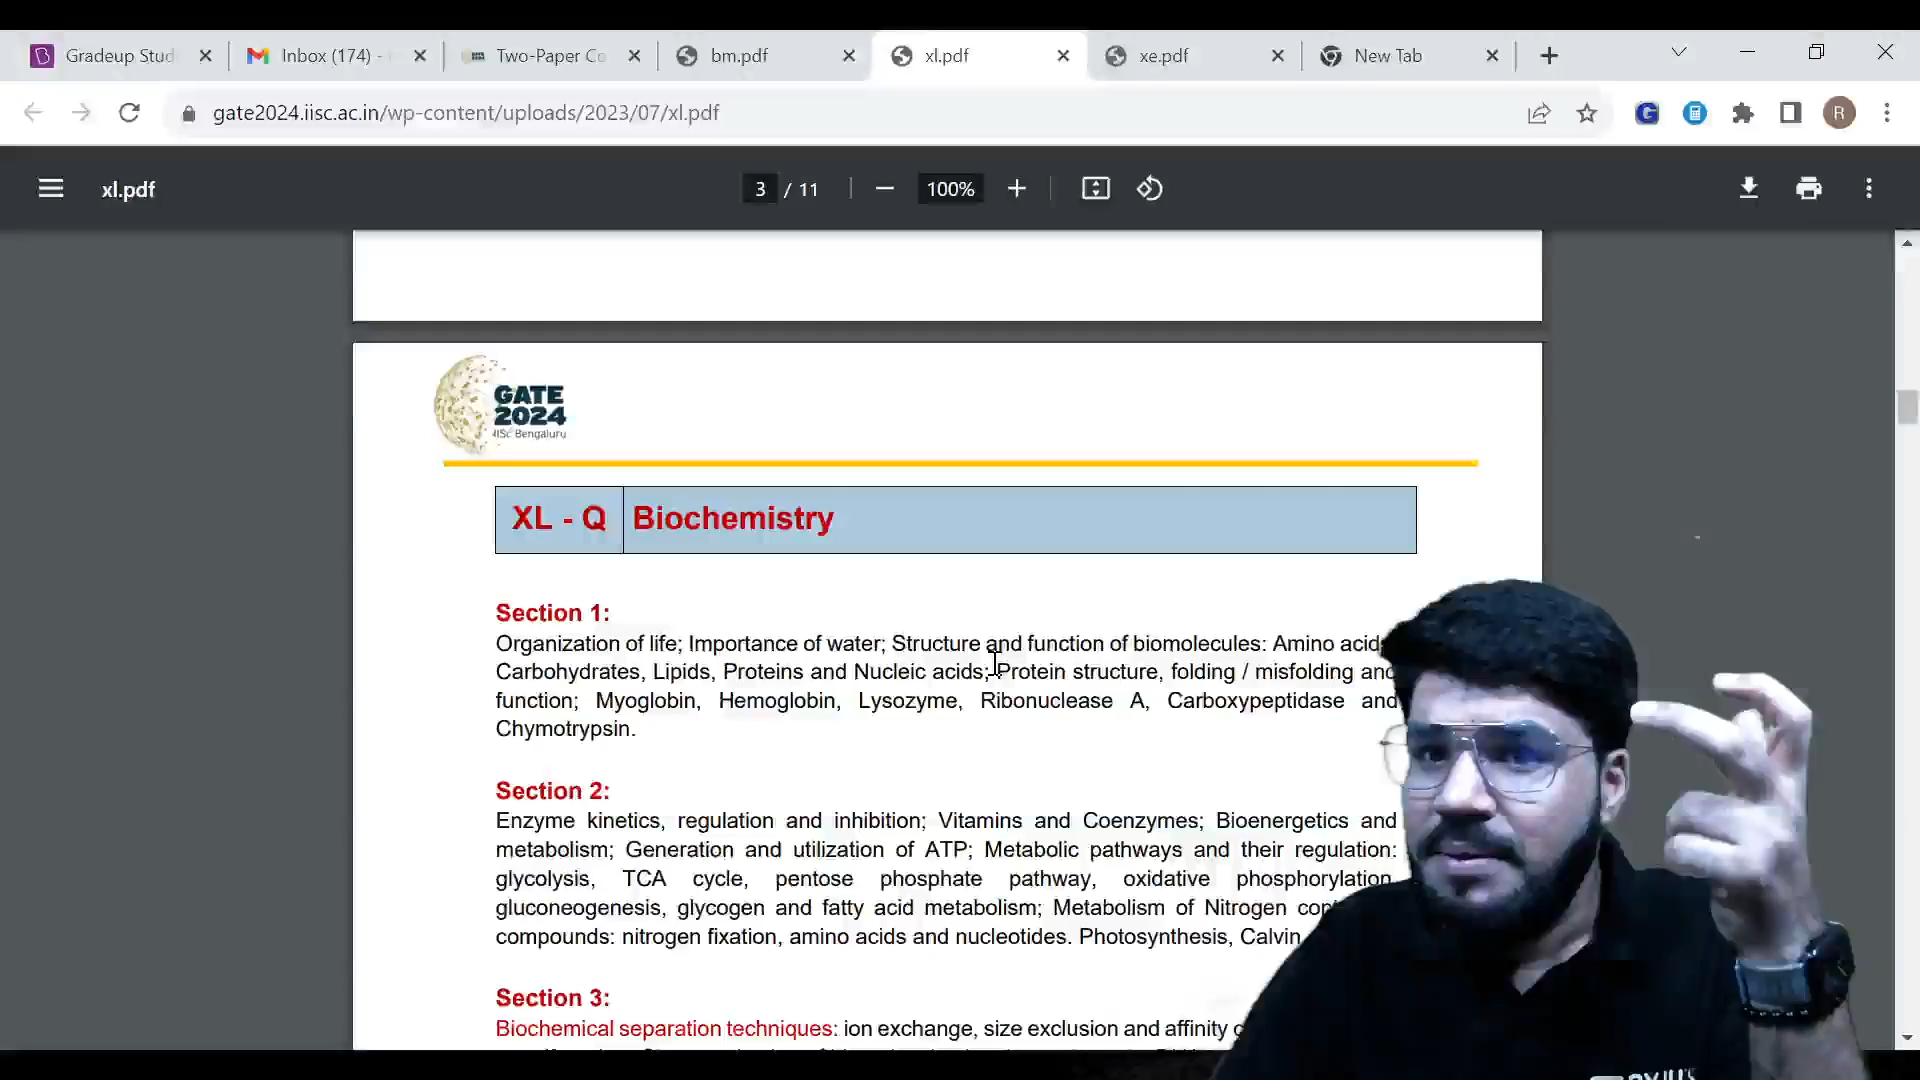 Gradeup Stud
Inbox (174) -
Two-Paper Co
bm.pdf
xl.pdf
xe.pdf
New Tab
gate2024.iisc.ac.in/wp-content/uploads/2023/07/xl.pdf
R
xl.pdf
3 / 11
100%
GATE
2024
IISc Bengaluru
XL - Q Biochemistry
Section 1:
Organization of life; Importance of water; Structure and function of biomolecules: Amino acid
Carbohydrates, Lipids, Proteins and Nucleic acids; Protein structure, folding / misfolding and
function; Myoglobin, Hemoglobin, Lysozyme, Ribonuclease A, Carboxypeptidase and
Chymotrypsin.
Section 2:
Enzyme kinetics, regulation and inhibition; Vitamins and Coenzymes; Bioenergetics and
metabolism; Generation and utilization of ATP; Metabolic pathways and their regulation:
glycolysis, TCA cycle, pentose phosphate pathway, oxidative phosphorylation,
gluconeogenesis, glycogen and fatty acid metabolism; Metabolism of Nitrogen
compounds: nitrogen fixation, amino acids and nucleotides. Photosynthesis, Calvin
Section 3:
Biochemical separation techniques: ion exchange, size exclusion and affinity